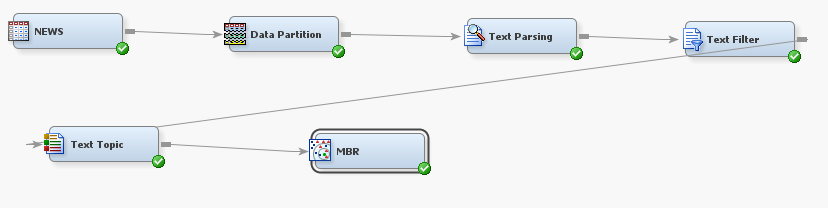 NEWS
Data Partition
Text Parsing
Text Filter
Text Topic
MBR